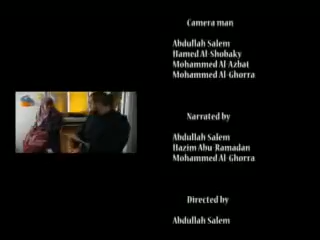 Camera man
Abdullah Salem
Hamed Al-Shobaky
Mohammed Al Azbat
Mohammed Al-Ghorra
Narrated by
Abdullah Salem
Hazim Abu-Ramadan
Mohammed Al-Ghorra
Directed by
Abdullah Salem